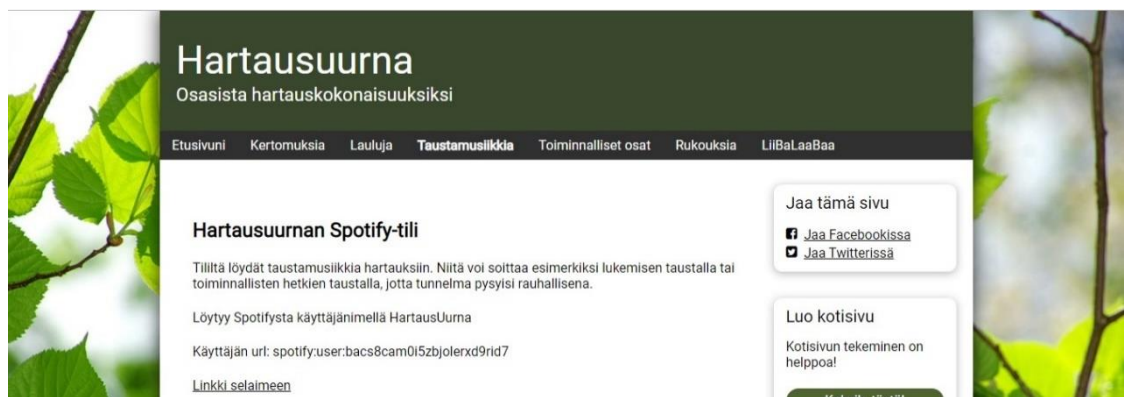 Hartausuurna
Osasista hartauskokonaisuuksiksi
Etusivuni Kertomuksia Lauluja Taustamusiikkia Toiminnalliset osat Rukouksia LiiBaLaaBaa
Hartausuurnan Spotify-tili
Tililtä löydät taustamusiikkia hartauksiin. Niitä voi soittaa esimerkiksi lukemisen taustalla tai
toiminnallisten hetkien taustalla, jotta tunnelma pysyisi rauhallisena.
Löytyy Spotifysta käyttäjänimellä HartausUurna
Käyttäjän url: spotify:user:bacs8cam0i5zbjolerxd9rid7
Linkki selaimeen
Jaa tämä sivu
Jaa Facebookissa
Jaa Twitterissä
Luo kotisivu
Kotisivun tekeminen on
helppoa!